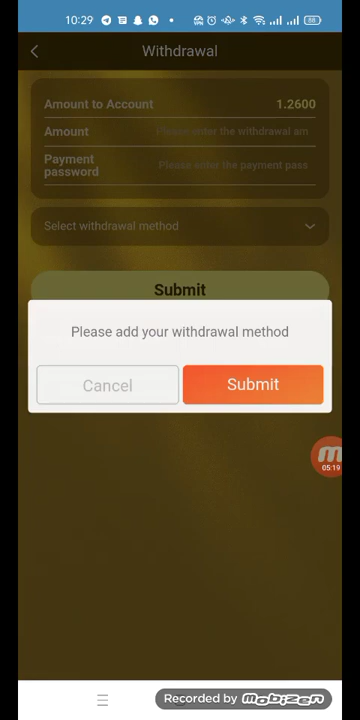 10:29
Withdrawal
Amount to Account 1.2600
Amount Please enter the withdrawal am
Payment password Please enter the payment pass
Select withdrawal method
Submit
Please add your withdrawal method
Cancel Submit
05:19
Recorded by mobizen